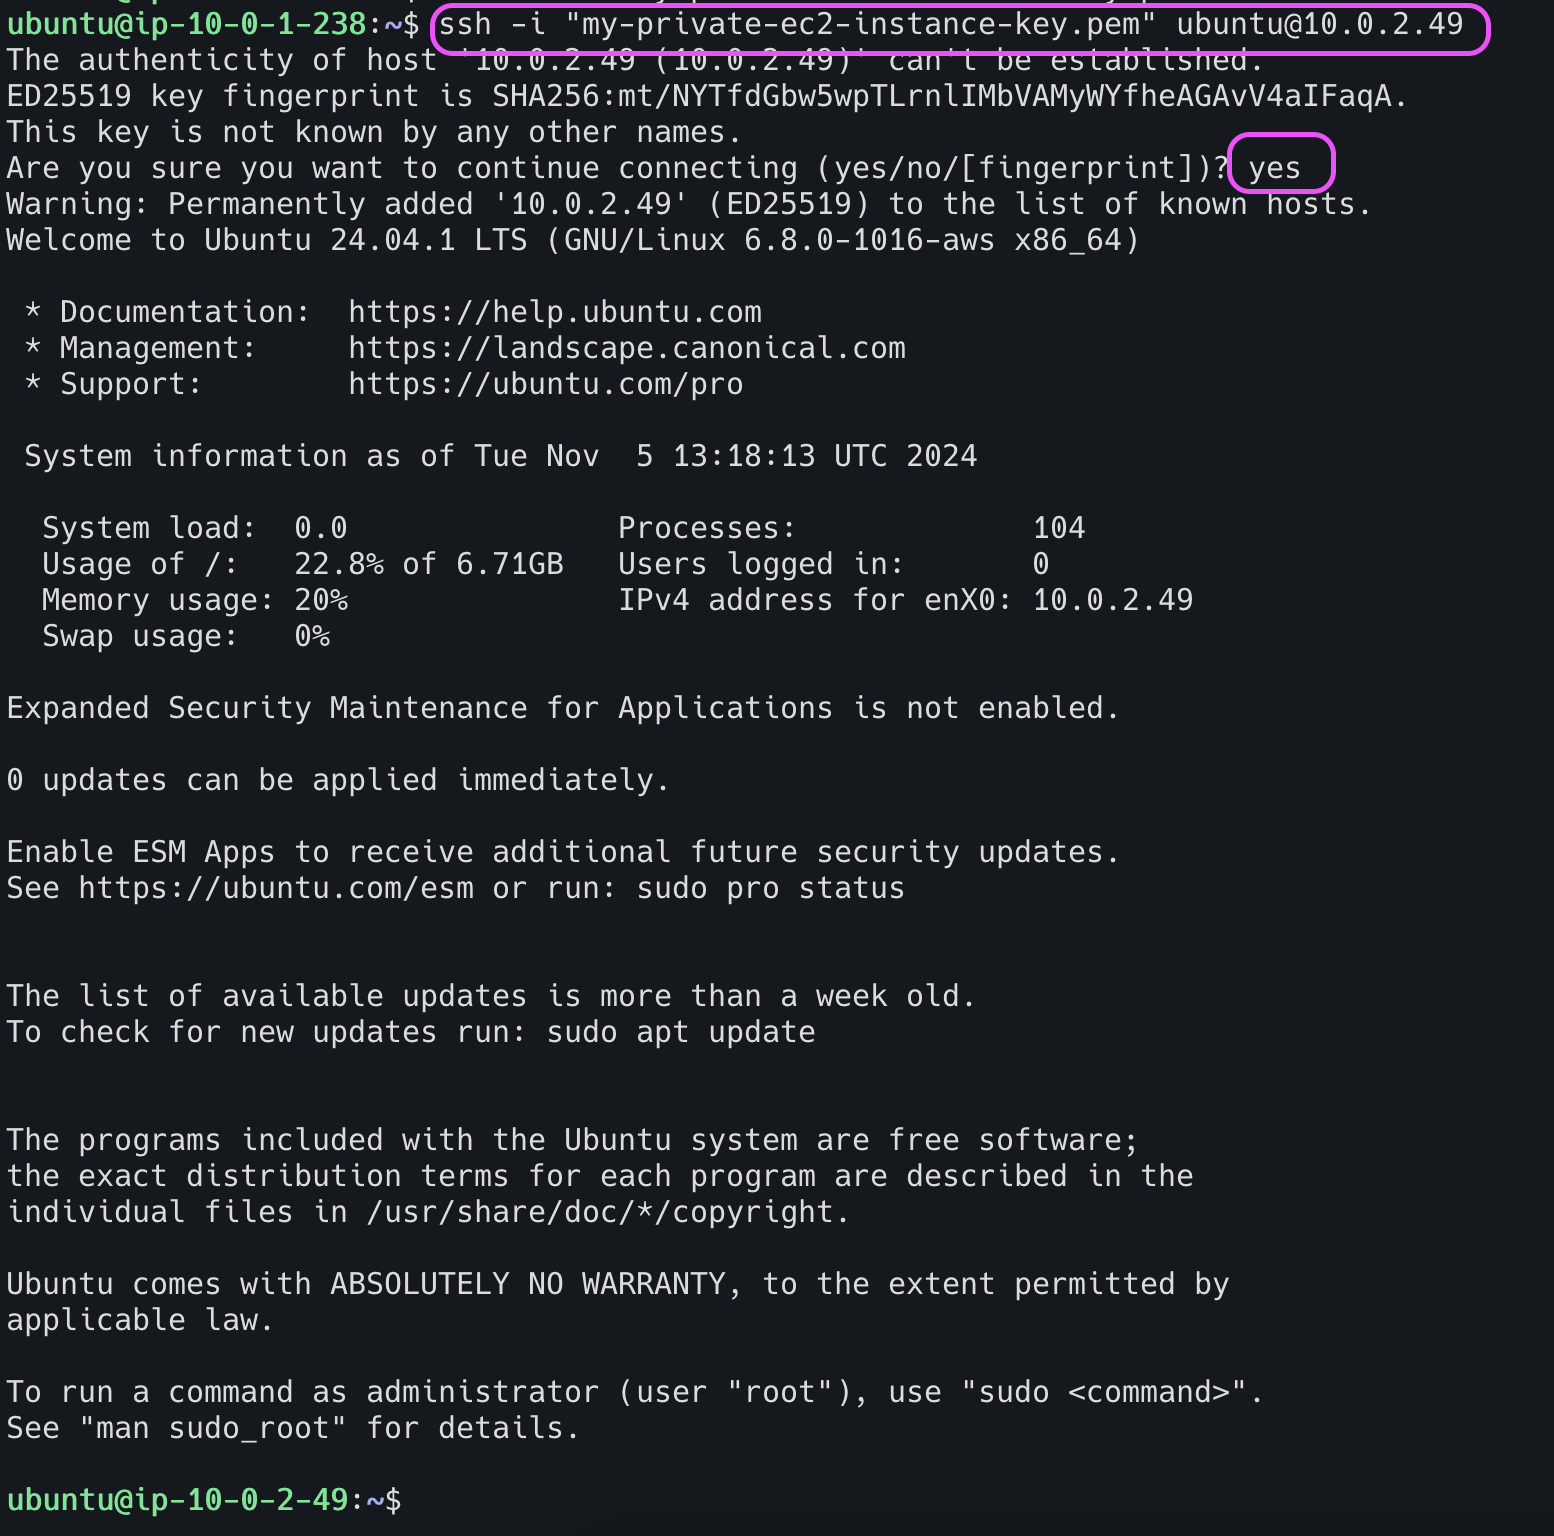 ubuntu@ip-10-0-1-238:~$ ssh -i "my-private-ec2-instance-key.pem" ubuntu@10.0.2.49
The authenticity of host '10.0.2.49 (10.0.2.49)' can't be established.
ED25519 key fingerprint is SHA256:mt/NYTfdGbw5wpTLrnlIMbVAMyWYfheAGAvV4aIFaqA.
This key is not known by any other names.
Are you sure you want to continue connecting (yes/no/[fingerprint])? yes
Warning: Permanently added '10.0.2.49' (ED25519) to the list of known hosts.
Welcome to Ubuntu 24.04.1 LTS (GNU/Linux 6.8.0-1016-aws x86_64)

 * Documentation:  https://help.ubuntu.com
 * Management:     https://landscape.canonical.com
 * Support:        https://ubuntu.com/pro

 System information as of Tue Nov  5 13:18:13 UTC 2024

  System load:  0.0               Processes:             104
  Usage of /:   22.8% of 6.71GB   Users logged in:       0
  Memory usage: 20%               IPv4 address for enX0: 10.0.2.49
  Swap usage:   0%

Expanded Security Maintenance for Applications is not enabled.

0 updates can be applied immediately.

Enable ESM Apps to receive additional future security updates.
See https://ubuntu.com/esm or run: sudo pro status


The list of available updates is more than a week old.
To check for new updates run: sudo apt update


The programs included with the Ubuntu system are free software;
the exact distribution terms for each program are described in the
individual files in /usr/share/doc/*/copyright.

Ubuntu comes with ABSOLUTELY NO WARRANTY, to the extent permitted by
applicable law.

To run a command as administrator (user "root"), use "sudo <command>".
See "man sudo_root" for details.

ubuntu@ip-10-0-2-49:~$